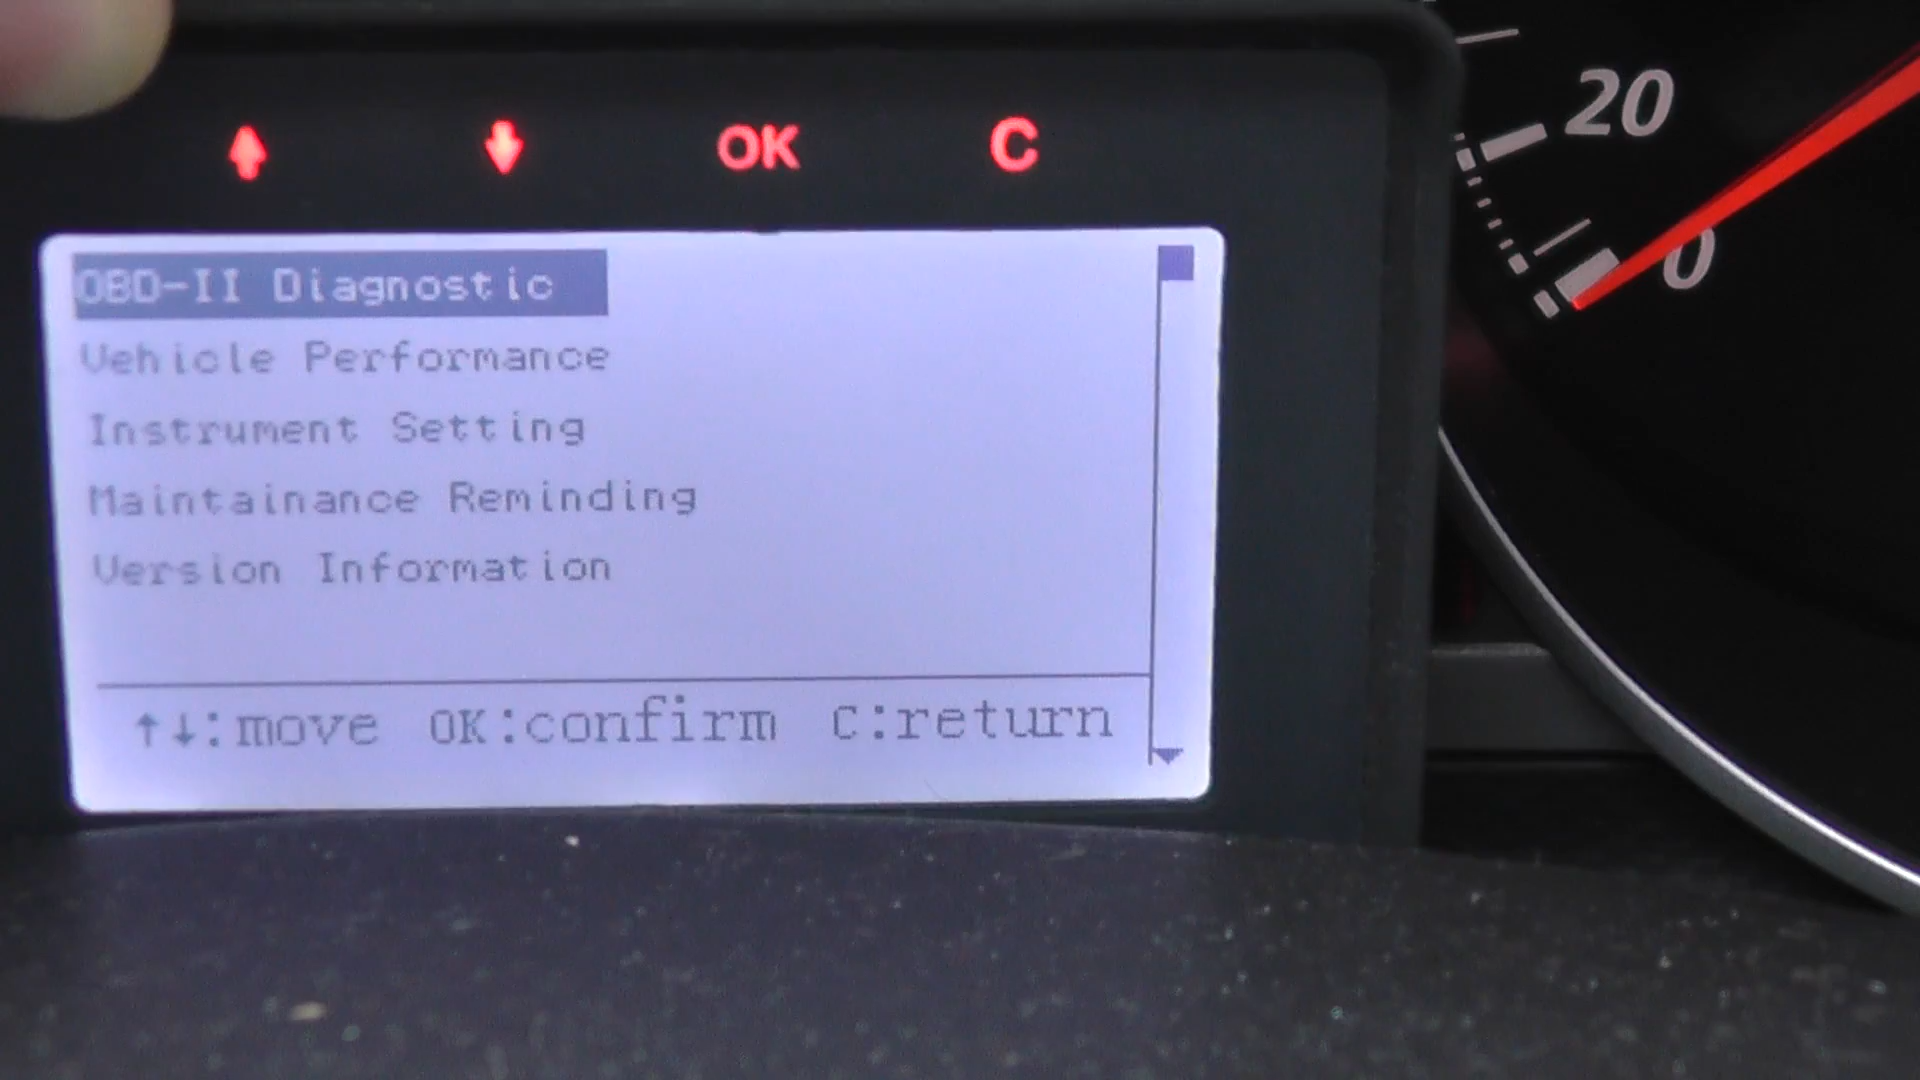 OK C
OBD-II Diagnostic
Vehicle Performance
Instrument Setting
Maintainance Reminding
Version Information
↑↓:move OK:confirm C:return
20
0